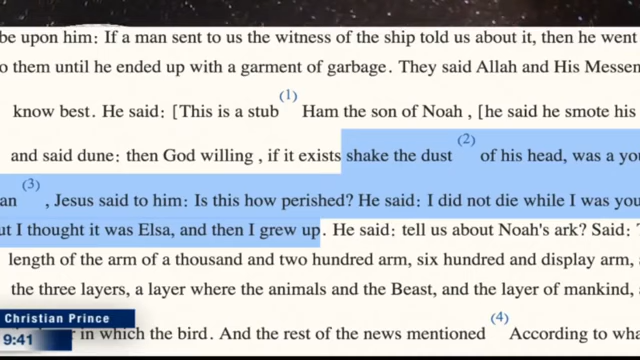 be upon him: If a man sent to us the witness of the ship told us about it, then he went
o them until he ended up with a garment of garbage. They said Allah and His Messen
know best. He said: [This is a stub (1) Ham the son of Noah , [he said he smote his
and said dune: then God willing , if it exists shake the dust (2) of his head, was a you
an (3) , Jesus said to him: Is this how perished? He said: I did not die while I was you
ut I thought it was Elsa, and then I grew up. He said: tell us about Noah's ark? Said: T
length of the arm of a thousand and two hundred arm, six hundred and display arm,
the three layers, a layer where the animals and the Beast, and the layer of mankind,
in which the bird. And the rest of the news mentioned (4) According to wha
Christian Prince
9:41